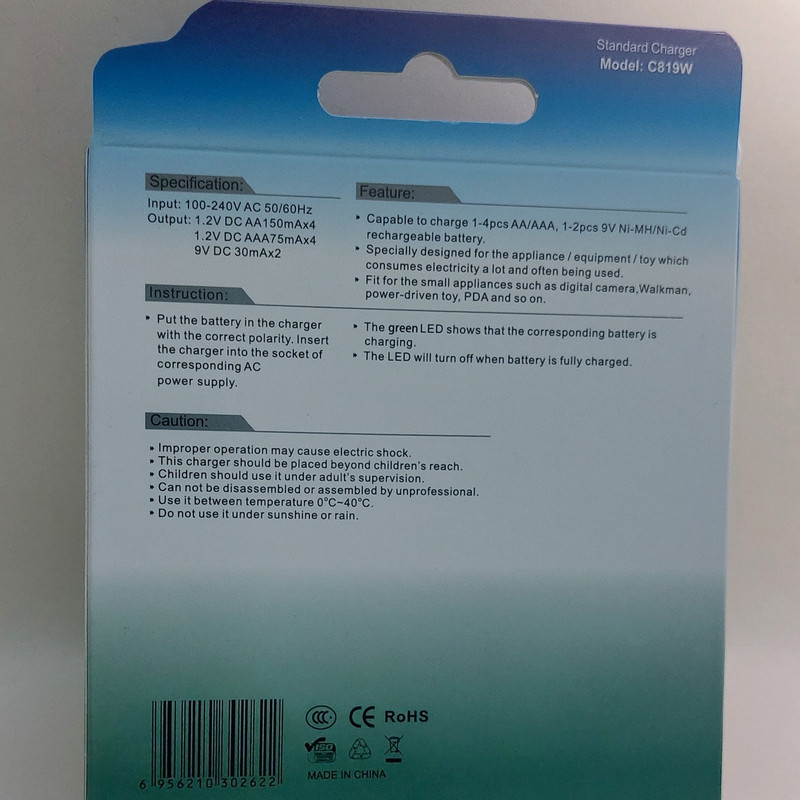 Standard Charger
Model: C819W
Specification:
Input: 100-240V AC 50/60Hz
Output: 1.2V DC AA150mAx4
1.2V DC AAA75mAx4
9V DC 30mAx2
Feature:
Capable to charge 1-4pcs AA/AAA, 1-2pcs 9V Ni-MH/Ni-Cd
rechargeable battery.
Specially designed for the appliance / equipment / toy which
consumes electricity a lot and often being used.
Fit for the small appliances such as digital camera,Walkman,
power-driven toy, PDA and so on.
Instruction:
Put the battery in the charger
with the correct polarity. Insert
the charger into the socket of
corresponding AC
power supply.
The green LED shows that the corresponding battery is
charging.
The LED will turn off when battery is fully charged.
Caution:
Improper operation may cause electric shock.
This charger should be placed beyond children's reach.
Children should use it under adult's supervision.
Can not be disassembled or assembled by unprofessional.
Use it between temperature 0°C~40°C.
Do not use it under sunshine or rain.
CCC CE RoHS
ISO
MADE IN CHINA
6 956210 302622